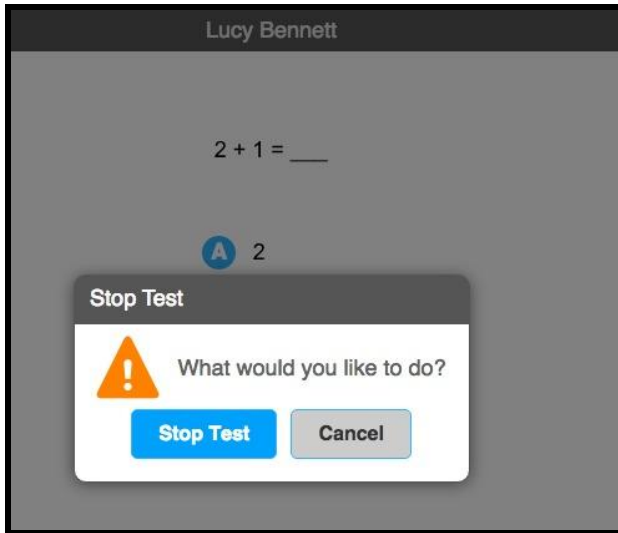 Lucy Bennett
2 + 1 = ___
A 2
Stop Test
What would you like to do?
Stop Test Cancel